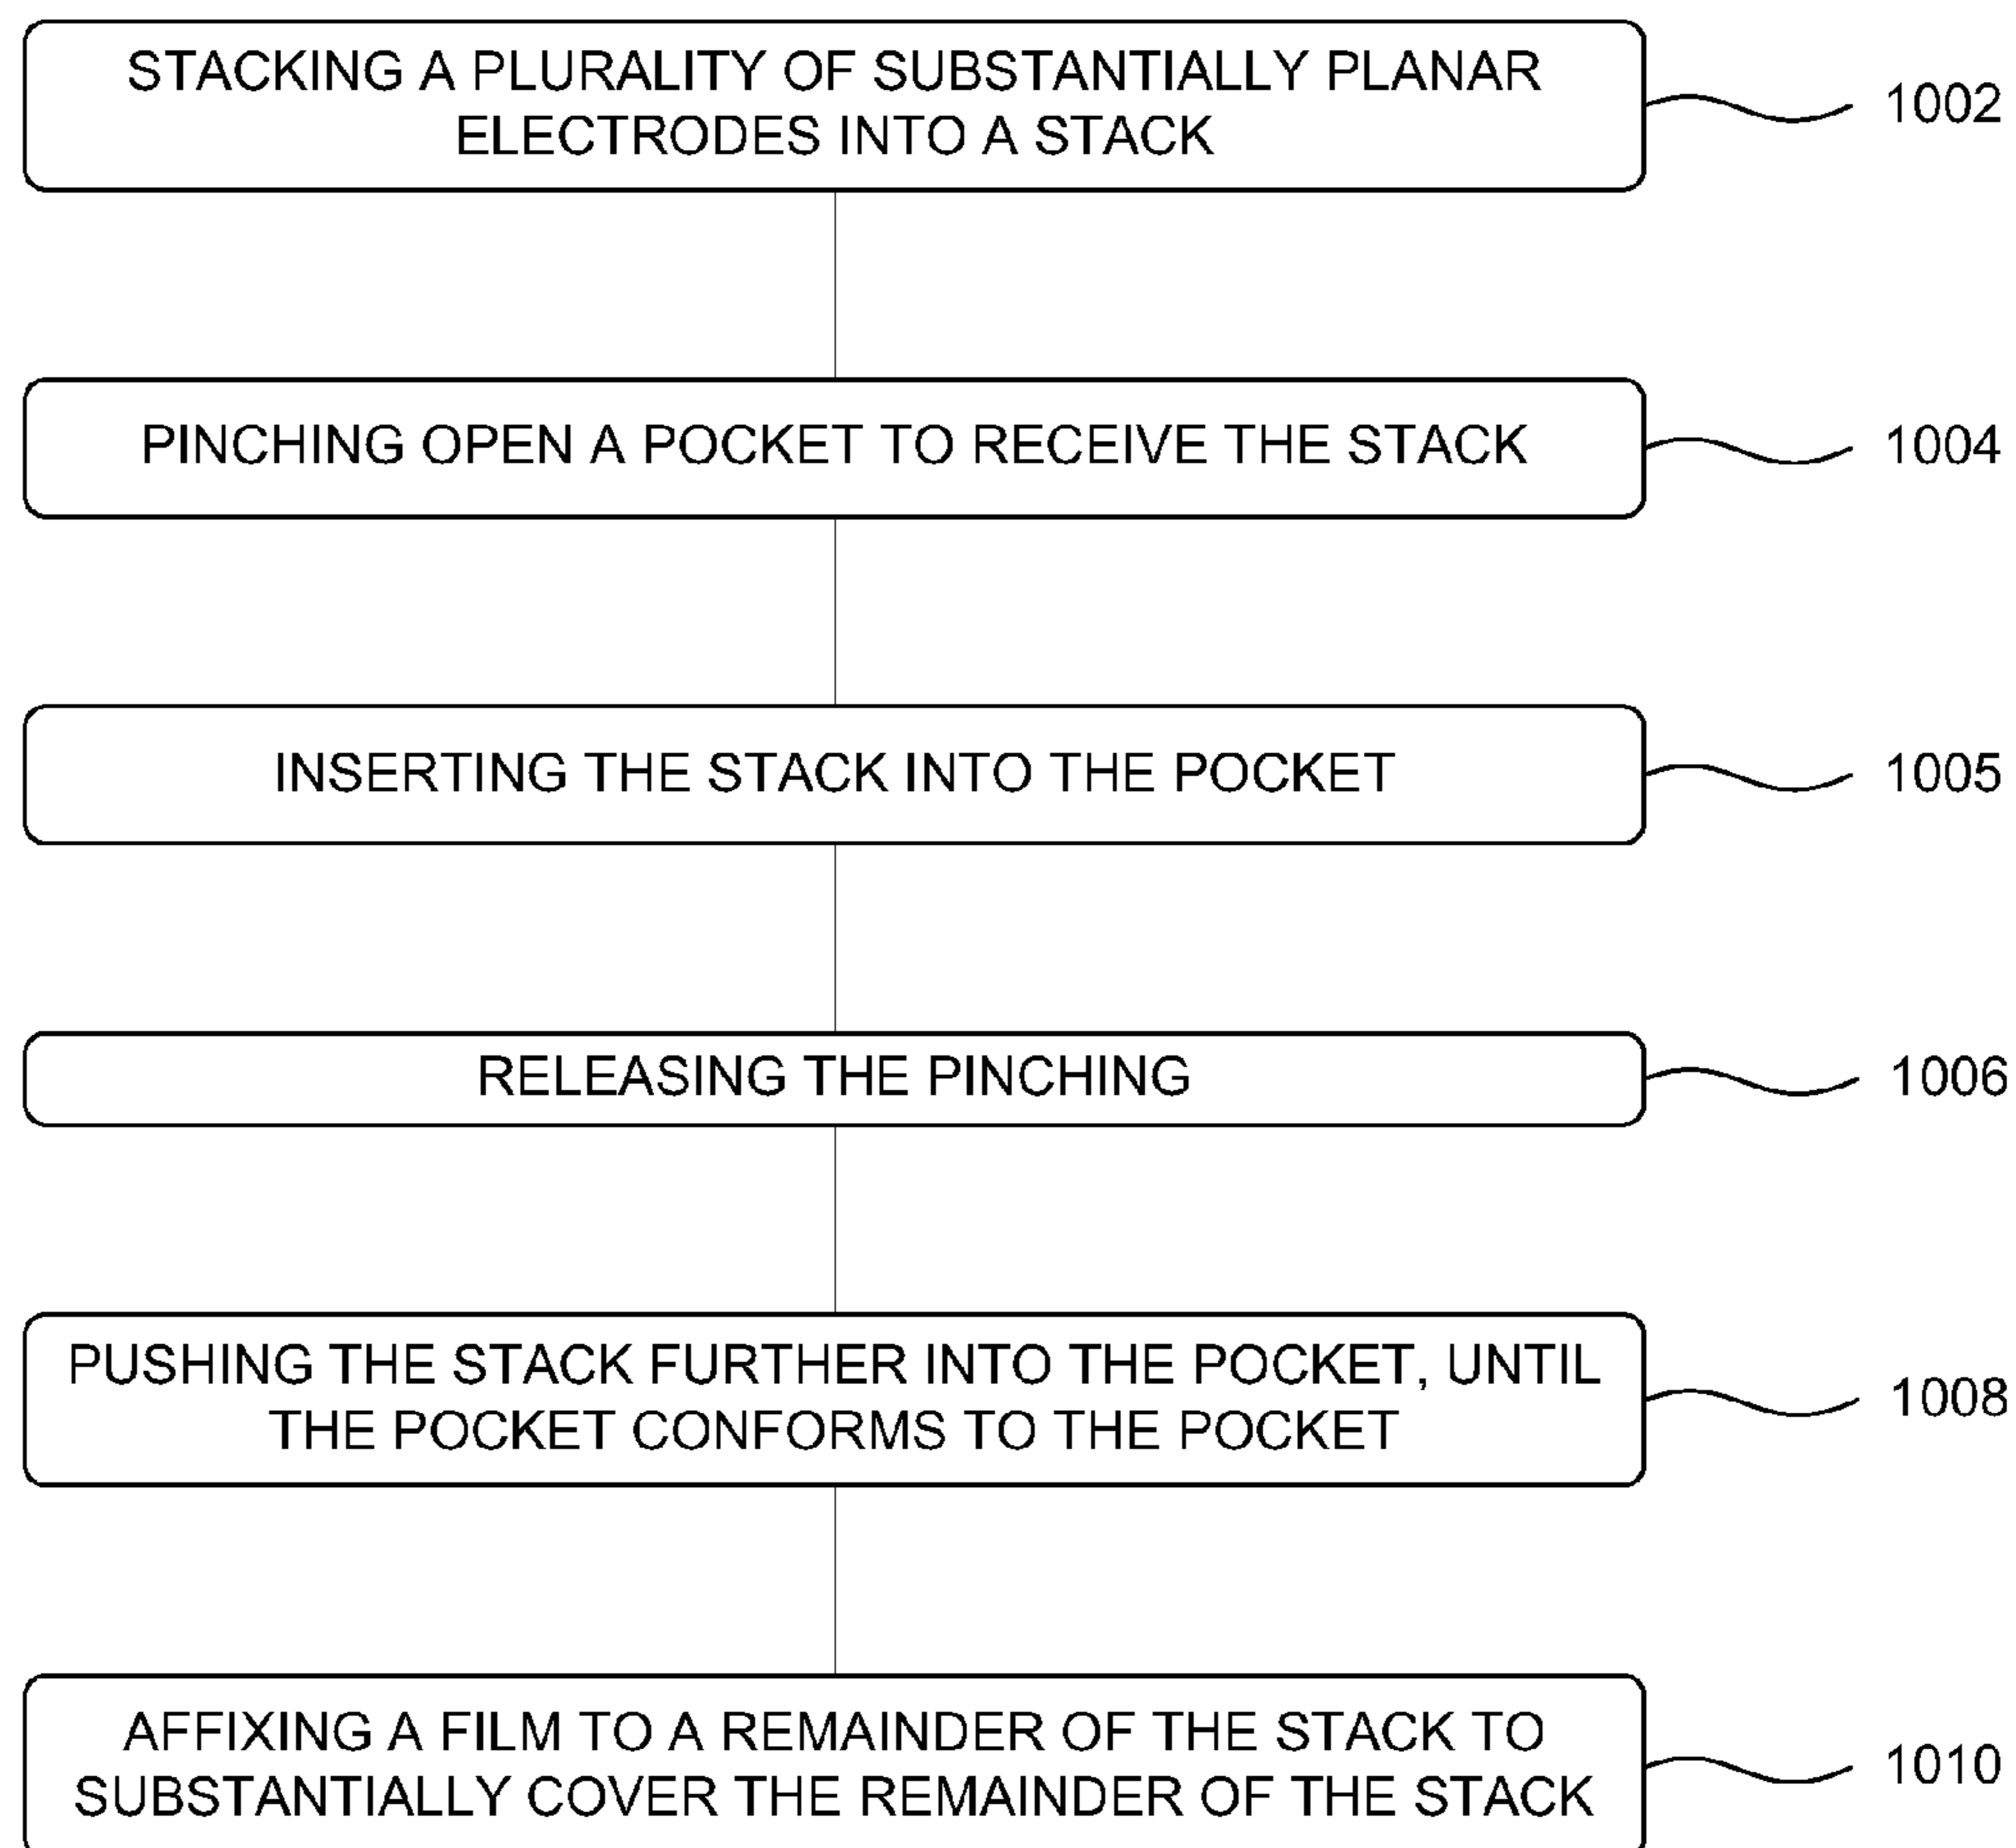 STACKING A PLURALITY OF SUBSTANTIALLY PLANAR
ELECTRODES INTO A STACK
1002
PINCHING OPEN A POCKET TO RECEIVE THE STACK
1004
INSERTING THE STACK INTO THE POCKET
1005
RELEASING THE PINCHING
1006
PUSHING THE STACK FURTHER INTO THE POCKET, UNTIL
THE POCKET CONFORMS TO THE POCKET
1008
AFFIXING A FILM TO A REMAINDER OF THE STACK TO
SUBSTANTIALLY COVER THE REMAINDER OF THE STACK
1010